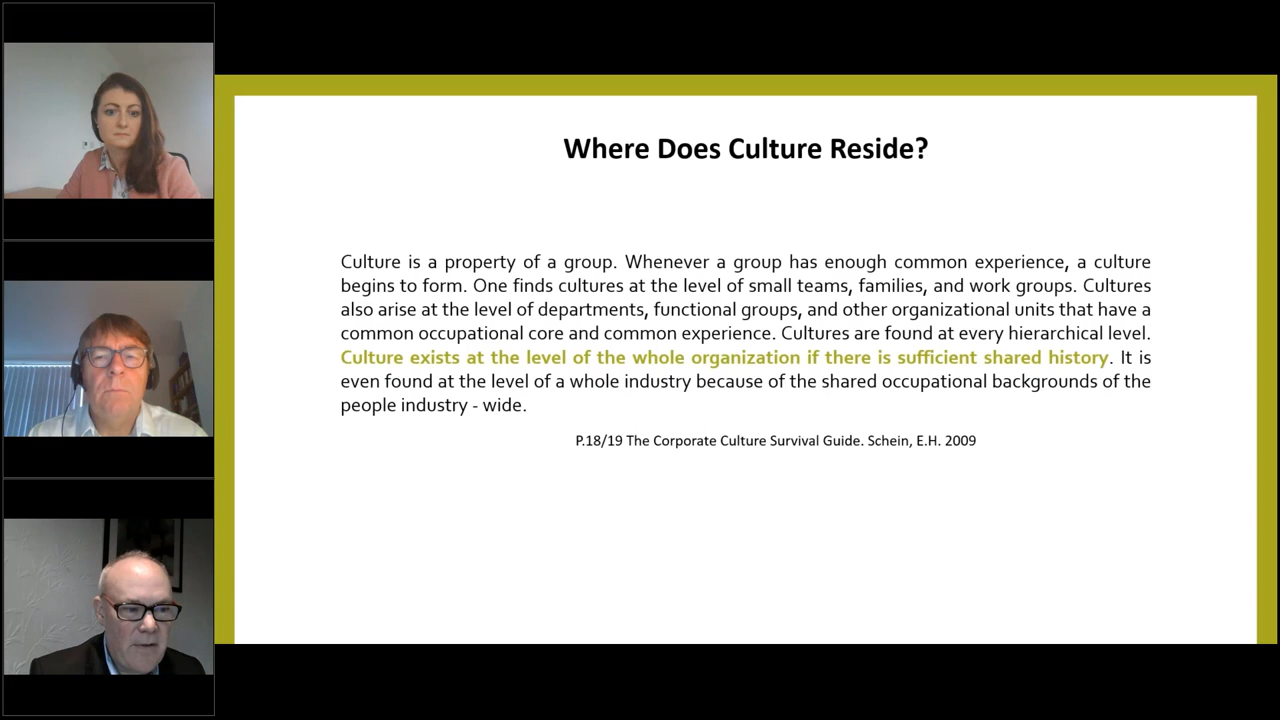 Where Does Culture Reside?
Culture is a property of a group. Whenever a group has enough common experience, a culture
begins to form. One finds cultures at the level of small teams, families, and work groups. Cultures
also arise at the level of departments, functional groups, and other organizational units that have a
common occupational core and common experience. Cultures are found at every hierarchical level.
Culture exists at the level of the whole organization if there is sufficient shared history. It is
even found at the level of a whole industry because of the shared occupational backgrounds of the
people industry - wide.
P.18/19 The Corporate Culture Survival Guide. Schein, E.H. 2009